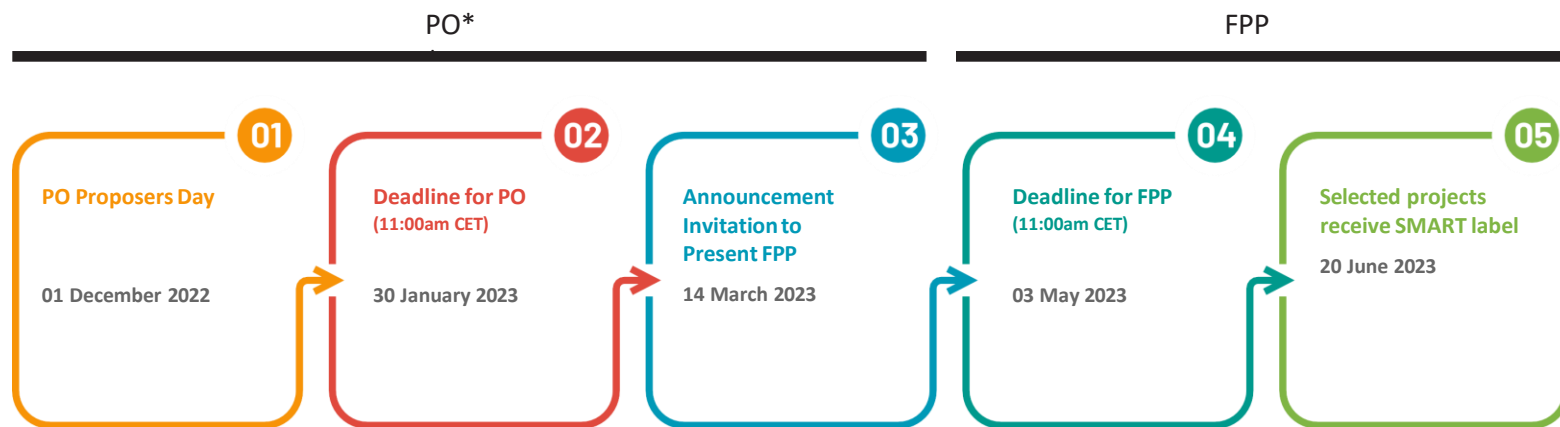 PO*
FPP
01
PO Proposers Day
01 December 2022
02
Deadline for PO
(11:00am CET)
30 January 2023
03
Announcement
Invitation to
Present FPP
14 March 2023
04
Deadline for FPP
(11:00am CET)
03 May 2023
05
Selected projects
receive SMART label
20 June 2023